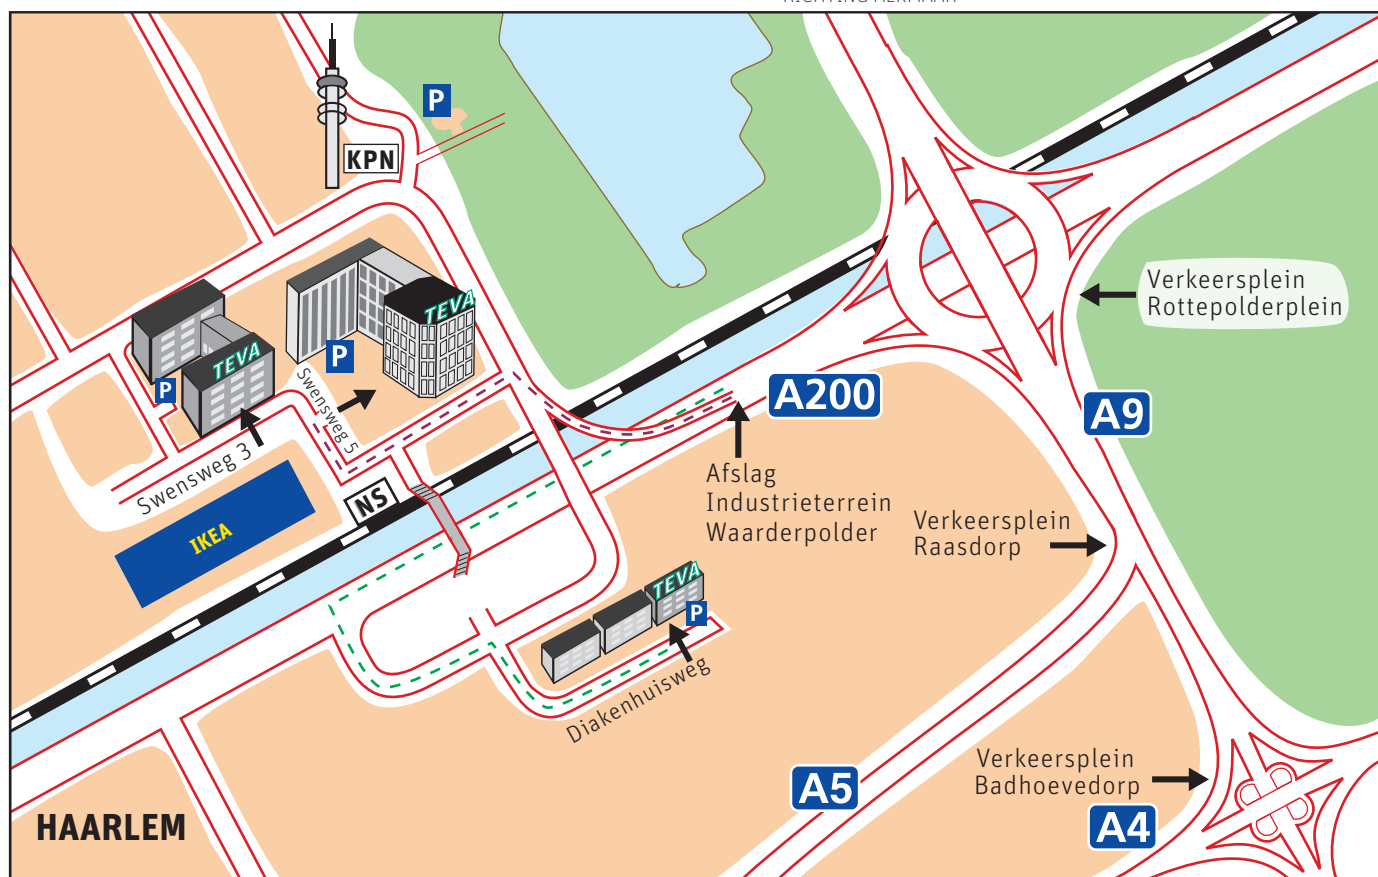 P
KPN
Verkeersplein
Rottepolderplein
TEVA
TEVA
P
P
Swensweg 5
A200
A9
Swensweg 3
Afslag
Industrieterrein
Waarderpolder
NS
IKEA
Verkeersplein
Raasdorp
TEVA
P
Diakenhuisweg
Verkeersplein
Badhoevedorp
A5
A4
HAARLEM